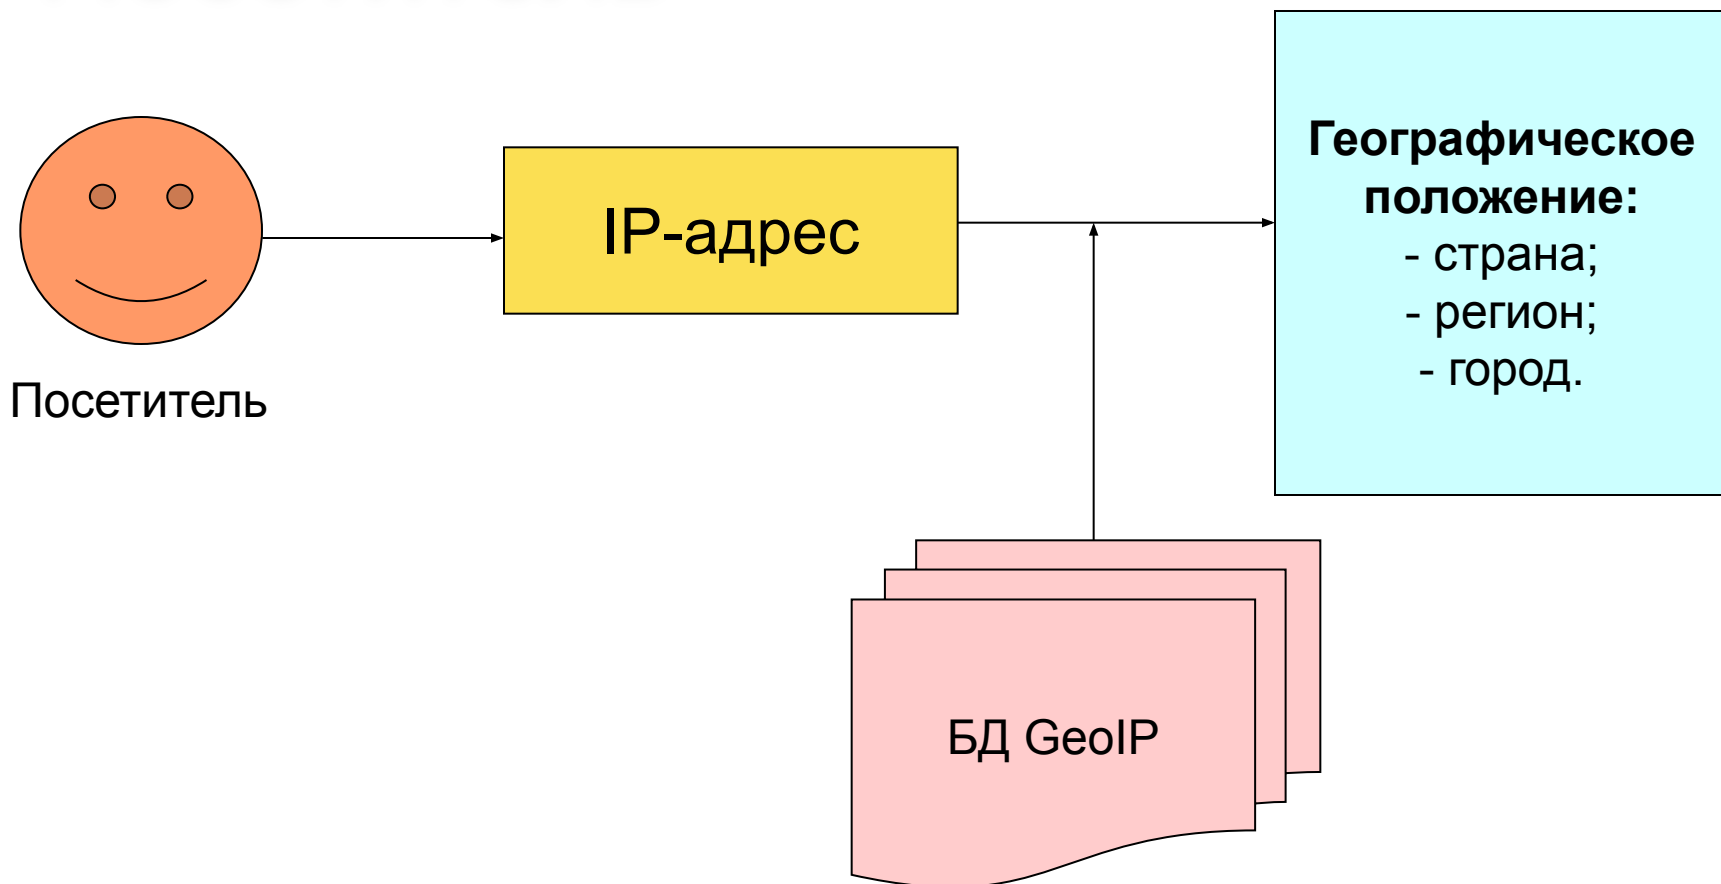 Посетитель
IP-адрес
Географическое
положение:
- страна;
- регион;
- город.
БД GeoIP